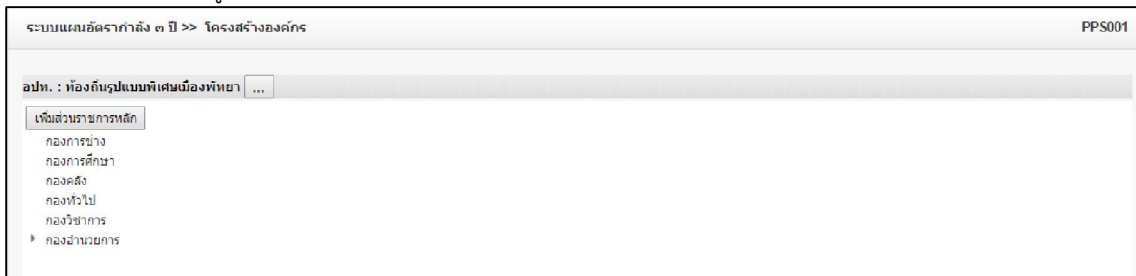 ระบบแผนอัตรากำลัง ๓ ปี >> โครงสร้างองค์กร PPS001
อปท. : ท้องถิ่นรูปแบบพิเศษเมืองพัทยา ...
เพิ่มส่วนราชการหลัก
กองการช่าง
กองการศึกษา
กองคลัง
กองทั่วไป
กองวิชาการ
กองอำนวยการ